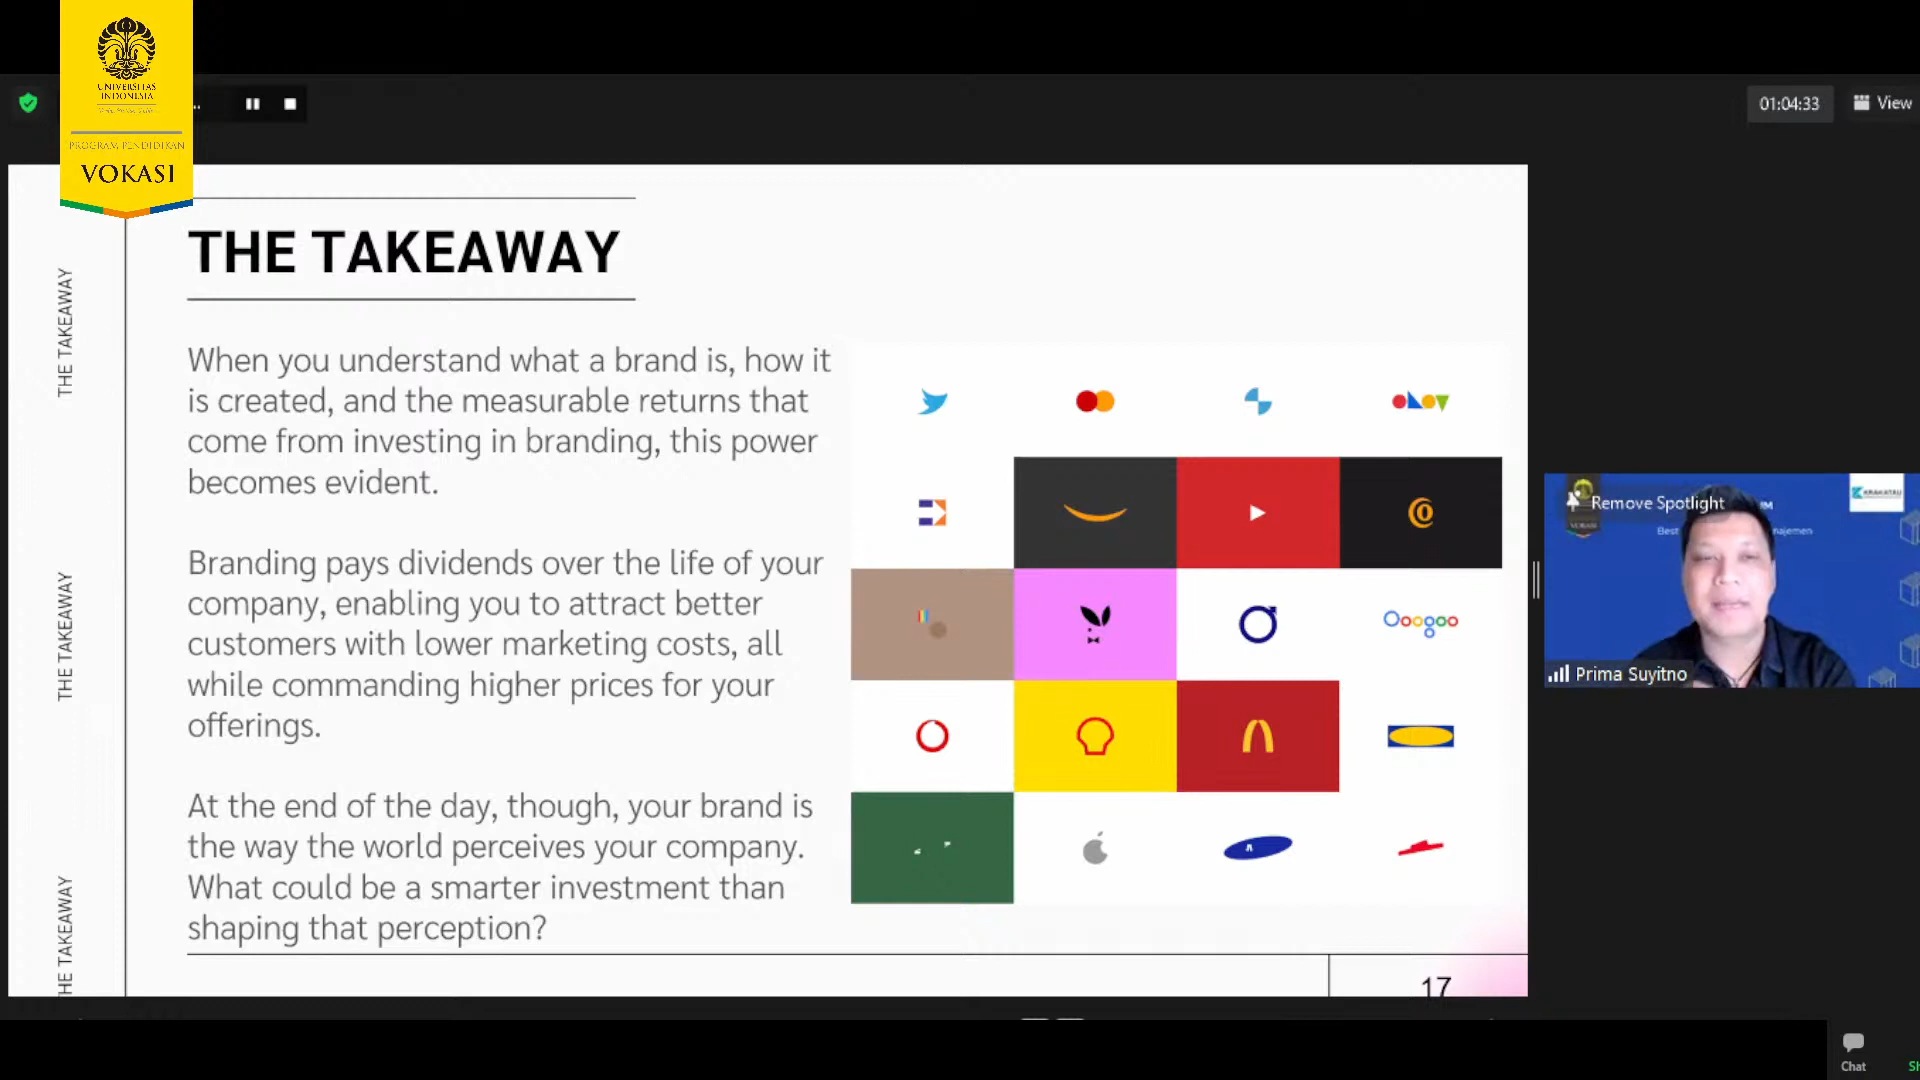 UNIVERSITAS
INDONESIA
PROGRAM PENDIDIKAN
VOKASI
..
01:04:33
View
THE TAKEAWAY
THE TAKEAWAY
THE TAKEAWAY
HE TAKEAWAY
When you understand what a brand is, how it
is created, and the measurable returns that
come from investing in branding, this power
becomes evident.
Branding pays dividends over the life of your
company, enabling you to attract better
customers with lower marketing costs, all
while commanding higher prices for your
offerings.
At the end of the day, though, your brand is
the way the world perceives your company.
What could be a smarter investment than
shaping that perception?
17
Remove Spotlight
KRAKATAU
VOKASI
Best
najemen
Prima Suyitno
Chat
Sh